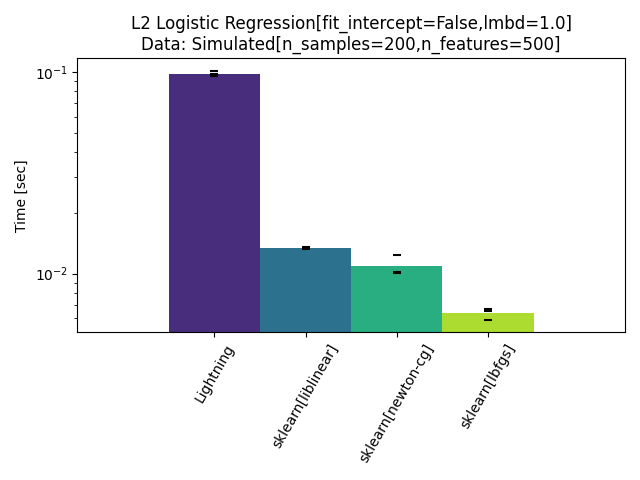 L2 Logistic Regression[fit_intercept=False,lmbd=1.0]
Data: Simulated[n_samples=200,n_features=500]
Time [sec]
10⁻¹
10⁻²
Lightning
sklearn[liblinear]
sklearn[newton-cg]
sklearn[lbfgs]